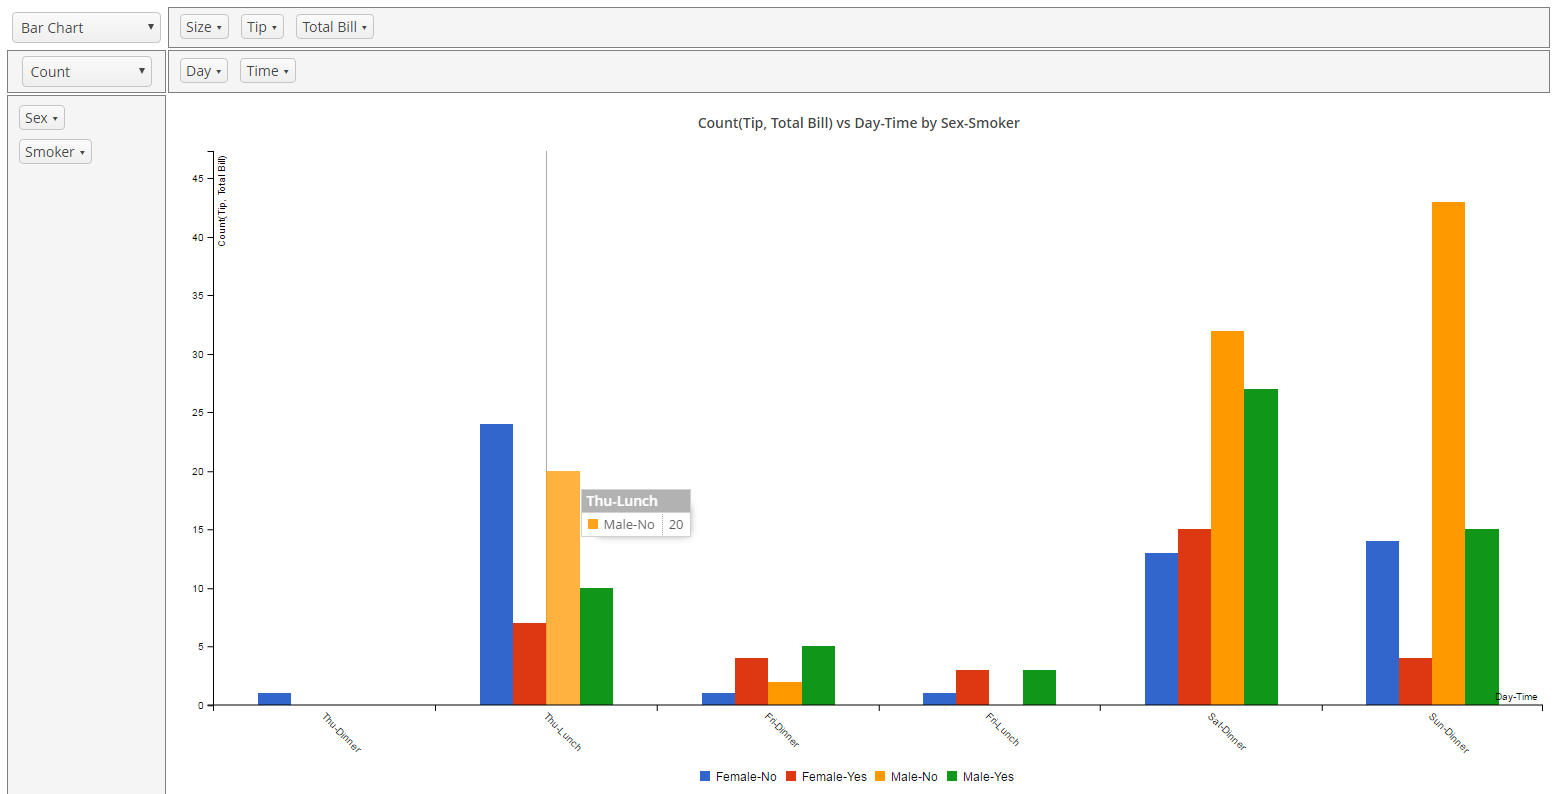 Bar Chart ▾ Size ▾ Tip ▾ Total Bill ▾
Count ▾ Day ▾ Time ▾
Sex ▾
Smoker ▾
Count(Tip, Total Bill) vs Day-Time by Sex-Smoker
Count(Tip, Total Bill)
45
40
35
30
25
20
15
10
5
0
Thu-Lunch
Male-No 20
Day-Time
Thu-Dinner
Thu-Lunch
Fri-Dinner
Fri-Lunch
Sat-Dinner
Sun-Dinner
Female-No Female-Yes Male-No Male-Yes